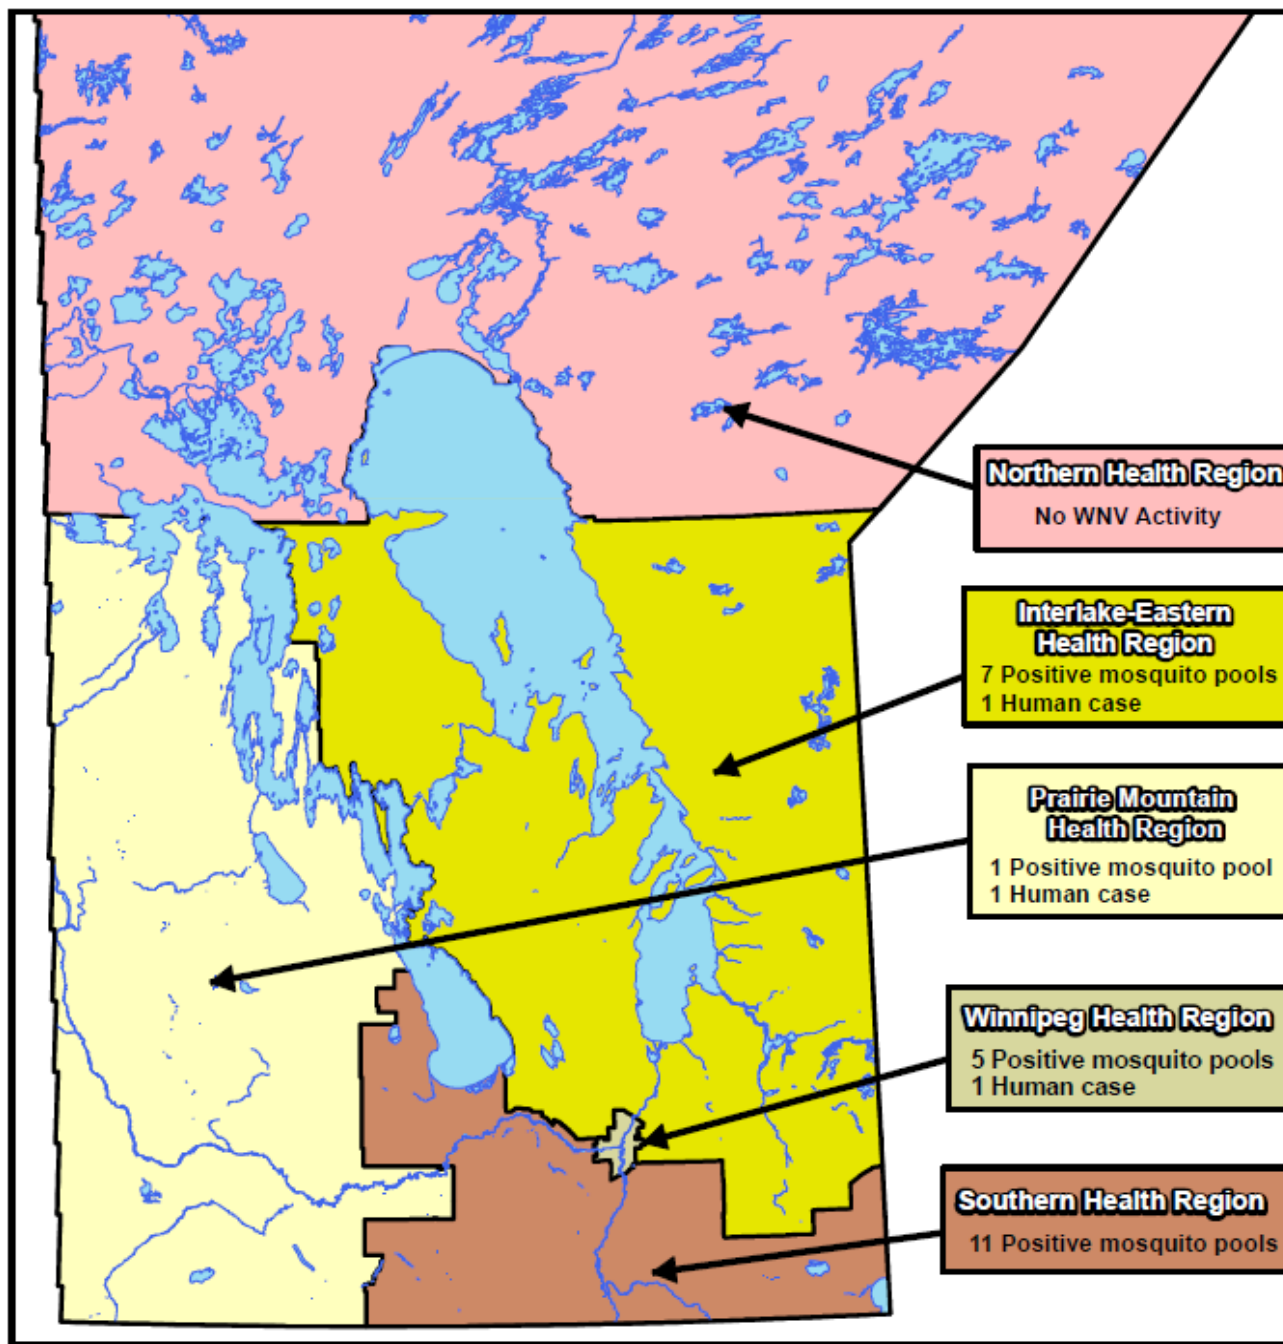 Northern Health Region
No WNV Activity
Interlake-Eastern
Health Region
7 Positive mosquito pools
1 Human case
Prairie Mountain
Health Region
1 Positive mosquito pool
1 Human case
Winnipeg Health Region
5 Positive mosquito pools
1 Human case
Southern Health Region
11 Positive mosquito pools